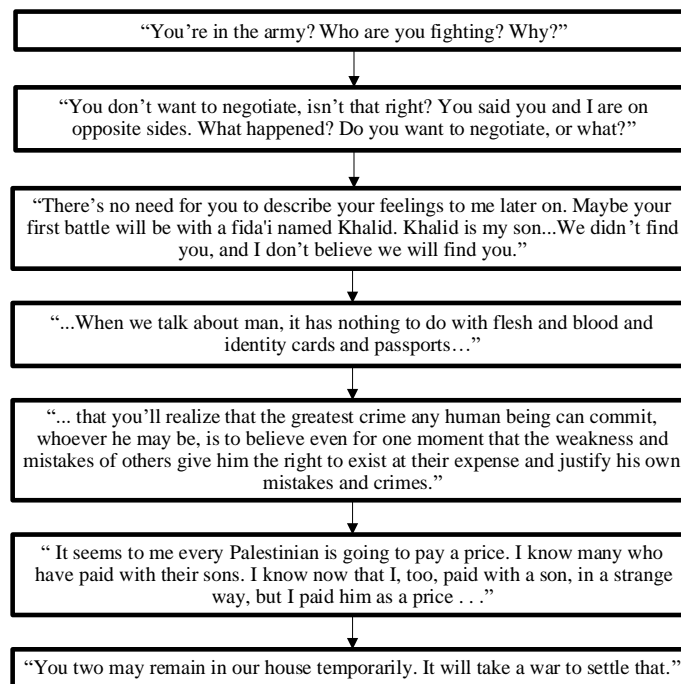 “You’re in the army? Who are you fighting? Why?”
“You don’t want to negotiate, isn’t that right? You said you and I are on
opposite sides. What happened? Do you want to negotiate, or what?”
“There’s no need for you to describe your feelings to me later on. Maybe your
first battle will be with a fida'i named Khalid. Khalid is my son...We didn’t find
you, and I don’t believe we will find you.”
“...When we talk about man, it has nothing to do with flesh and blood and
identity cards and passports…”
“... that you’ll realize that the greatest crime any human being can commit,
whoever he may be, is to believe even for one moment that the weakness and
mistakes of others give him the right to exist at their expense and justify his own
mistakes and crimes.”
“ It seems to me every Palestinian is going to pay a price. I know many who
have paid with their sons. I know now that I, too, paid with a son, in a strange
way, but I paid him as a price . . .”
“You two may remain in our house temporarily. It will take a war to settle that.”